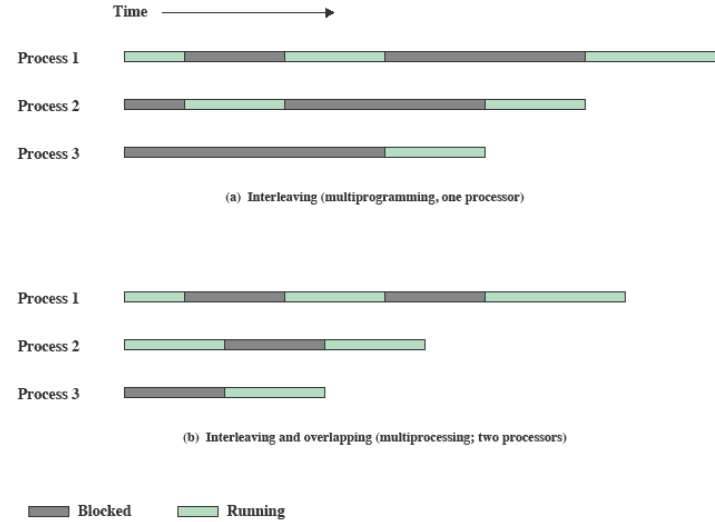 Time
Process 1
Process 2
Process 3
(a) Interleaving (multiprogramming, one processor)
Process 1
Process 2
Process 3
(b) Interleaving and overlapping (multiprocessing; two processors)
Blocked Running